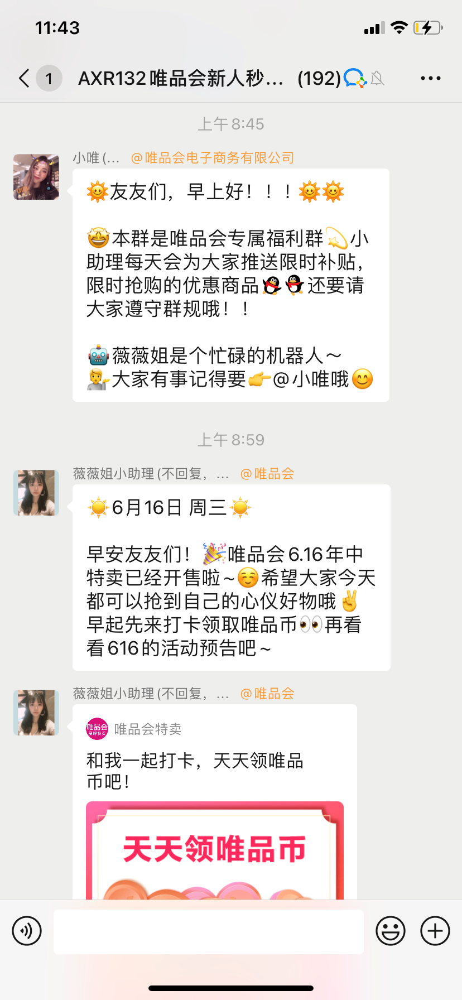 11:43
1
AXR132唯品会新人秒... (192)
上午8:45
小唯(... @唯品会电子商务有限公司
🌞友友们，早上好！！！🌞🌞
🤩本群是唯品会专属福利群💫小
助理每天会为大家推送限时补贴，
限时抢购的优惠商品🐧🐧还要请
大家遵守群规哦！！
🤖薇薇姐是个忙碌的机器人～
💁大家有事记得要👉@小唯哦😊
上午8:59
薇薇姐小助理(不回复，... @唯品会
☀️6月16日 周三☀️
早安友友们！🎉唯品会6.16年中
特卖已经开售啦~☺️希望大家今天
都可以抢到自己的心仪好物哦✌️
早起先来打卡领取唯品币👀再看
看616的活动预告吧~
薇薇姐小助理(不回复，... @唯品会
唯品会
品牌特卖
唯品会特卖
和我一起打卡，天天领唯品
币吧！
天天领唯品币